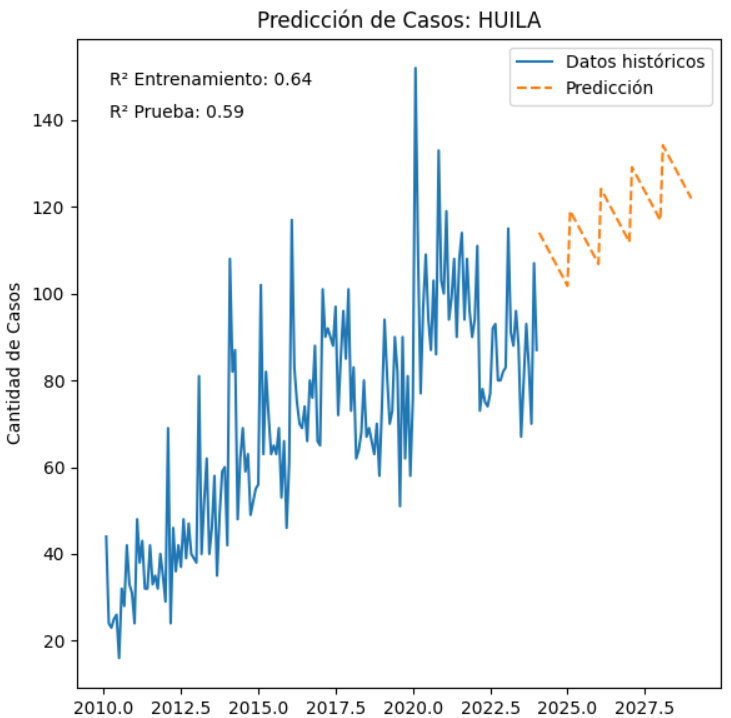 Predicción de Casos: HUILA
R² Entrenamiento: 0.64
R² Prueba: 0.59
Datos históricos
Predicción
Cantidad de Casos
140
120
100
80
60
40
20
2010.0 2012.5 2015.0 2017.5 2020.0 2022.5 2025.0 2027.5